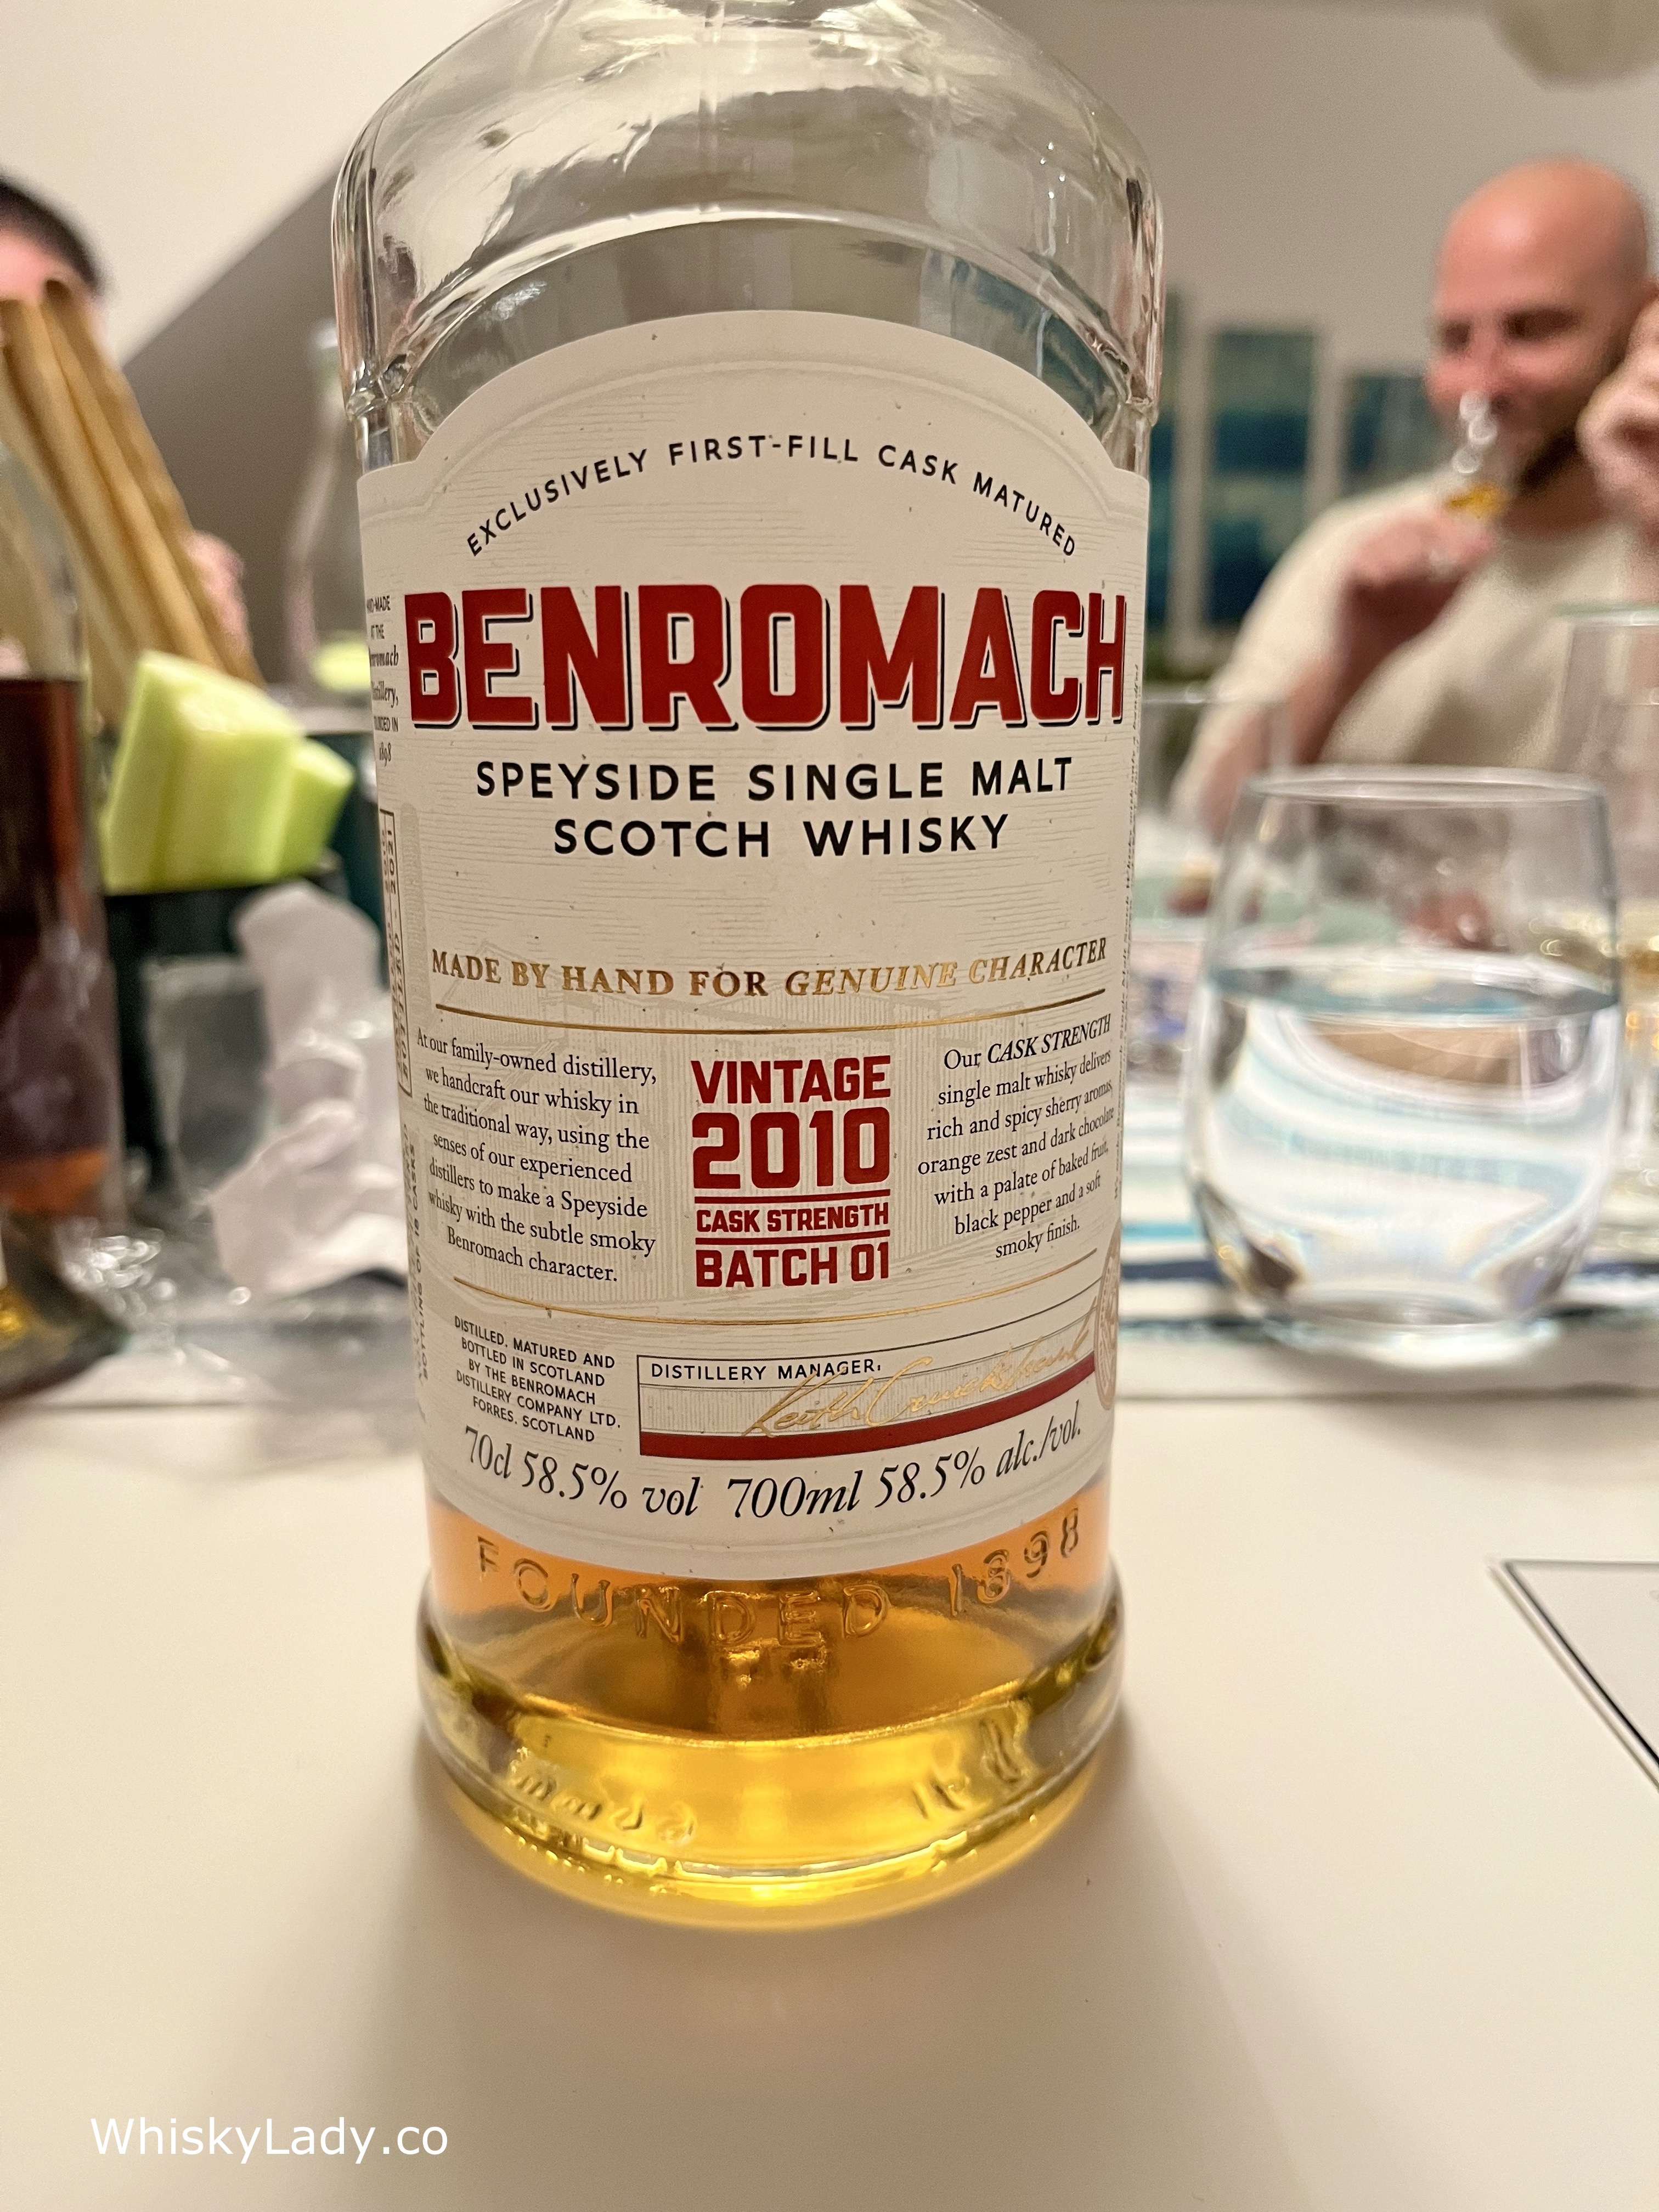 EXCLUSIVELY FIRST-FILL CASK MATURED
BENROMACH
SPEYSIDE SINGLE MALT
SCOTCH WHISKY
MADE BY HAND FOR GENUINE CHARACTER
At our family-owned distillery,
we handcraft our whisky in
the traditional way, using the
senses of our experienced
distillers to make a Speyside
whisky with the subtle smoky
Benromach character.
VINTAGE
2010
CASK STRENGTH
BATCH 01
Our CASK STRENGTH
single malt whisky delivers
rich and spicy sherry aromas,
orange zest and dark chocolate
with a palate of baked fruit,
black pepper and a soft
smoky finish.
DISTILLED, MATURED AND
BOTTLED IN SCOTLAND
BY THE BENROMACH
DISTILLERY COMPANY LTD.
FORRES, SCOTLAND
DISTILLERY MANAGER:
Keith Cruickshank
70cl 58.5% vol 700ml 58.5% alc./vol.
FOUNDED 1898
WhiskyLady.co